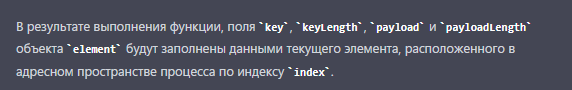 В результате выполнения функции, поля `key`, `keyLength`, `payload` и `payloadLength`
объекта `element` будут заполнены данными текущего элемента, расположенного в
адресном пространстве процесса по индексу `index`.